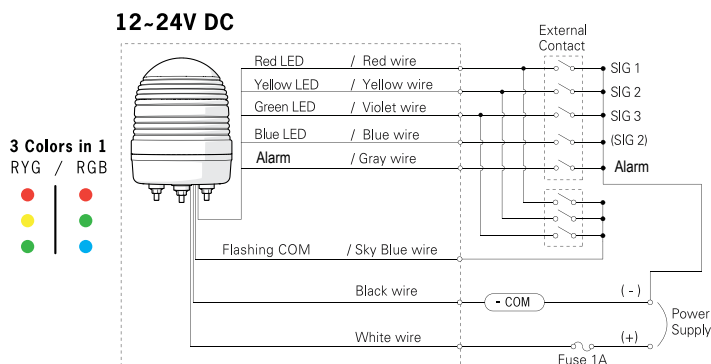 12~24V DC
External
Contact
Red LED / Red wire
SIG 1
Yellow LED / Yellow wire
SIG 2
Green LED / Violet wire
SIG 3
Blue LED / Blue wire
(SIG 2)
Alarm / Gray wire
Alarm
3 Colors in 1
RYG / RGB
Flashing COM / Sky Blue wire
Black wire
- COM
(-)
Power
Supply
White wire
(+)
Fuse 1A